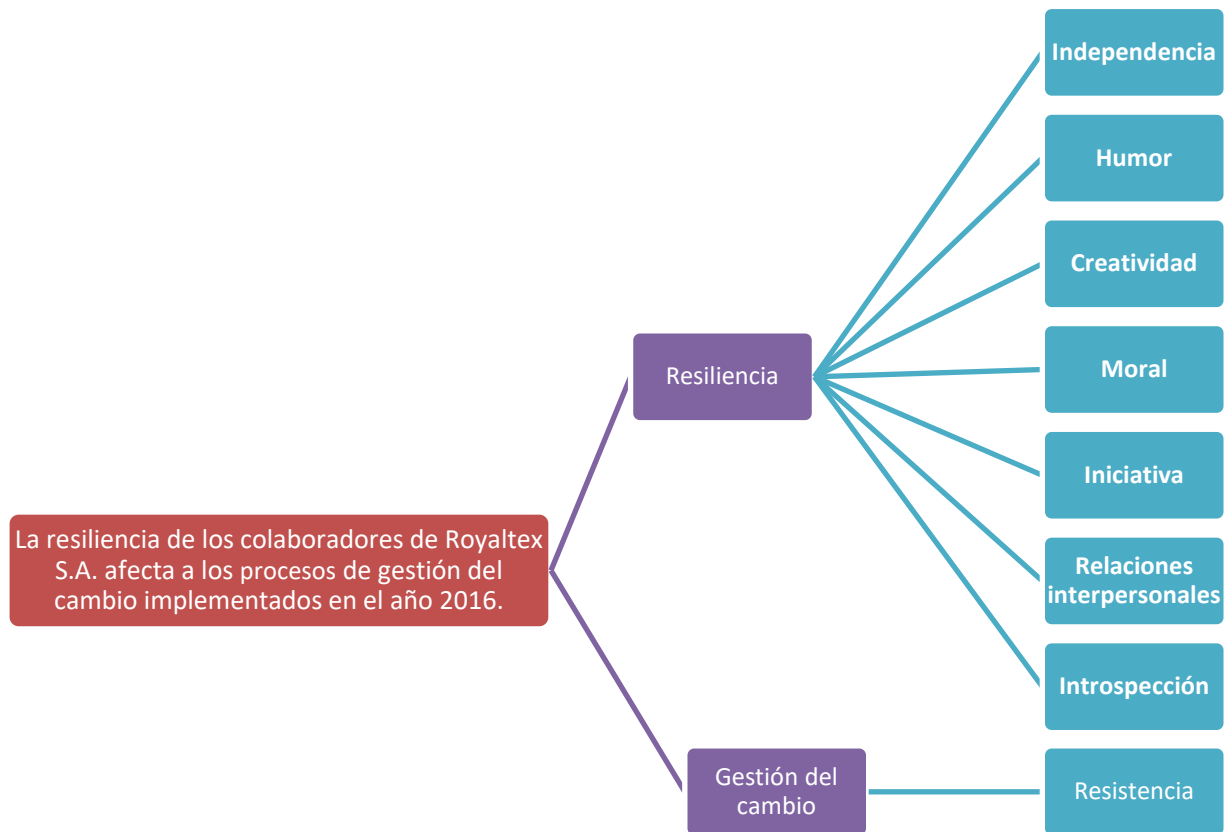 Independencia
Humor
Creatividad
Moral
Iniciativa
Relaciones
interpersonales
Introspección
Resiliencia
La resiliencia de los colaboradores de Royaltex
S.A. afecta a los procesos de gestión del
cambio implementados en el año 2016.
Gestión del
cambio
Resistencia